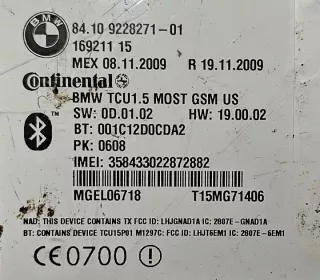 BMW
84.10 9228271-01
169211 15
MEX 08.11.2009 R 19.11.2009
Continental
BMW TCU1.5 MOST GSM US
SW: 0D.01.02 HW: 19.00.02
BT: 001C12D0CDA2
PK: 0608
IMEI: 358433022872882
MGEL06718 T15MG71406
NAD: THIS DEVICE CONTAINS TX FCC ID: LHJGNAD1A IC: 2807E-GNAD1A
BT: CONTAINS DEVICE TCU15P01 M1297C: FCC ID: LHJT6EM1 IC: 2807E-6EM1
CE0700